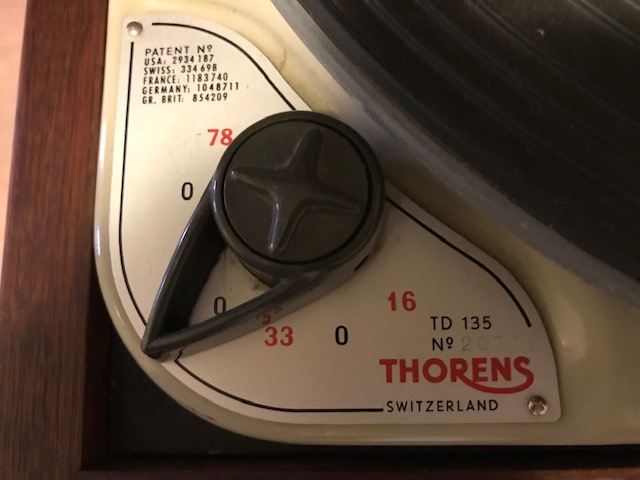 PATENT Nº
USA: 2934187
SWISS: 334698
FRANCE: 1183740
GERMANY: 1048711
GR. BRIT: 854209
78
0
0
33
0
16
TD 135
Nº
THORENS
SWITZERLAND